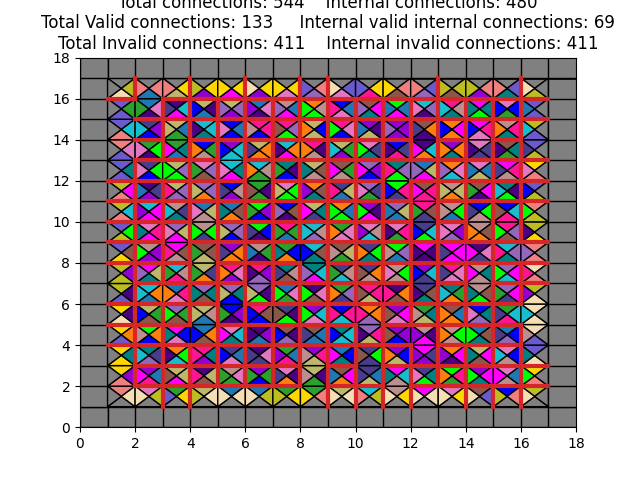 Total connections: 544 Internal connections: 480
Total Valid connections: 133 Internal valid internal connections: 69
Total Invalid connections: 411 Internal invalid connections: 411
18
16
14
12
10
8
6
4
2
0
0 2 4 6 8 10 12 14 16 18